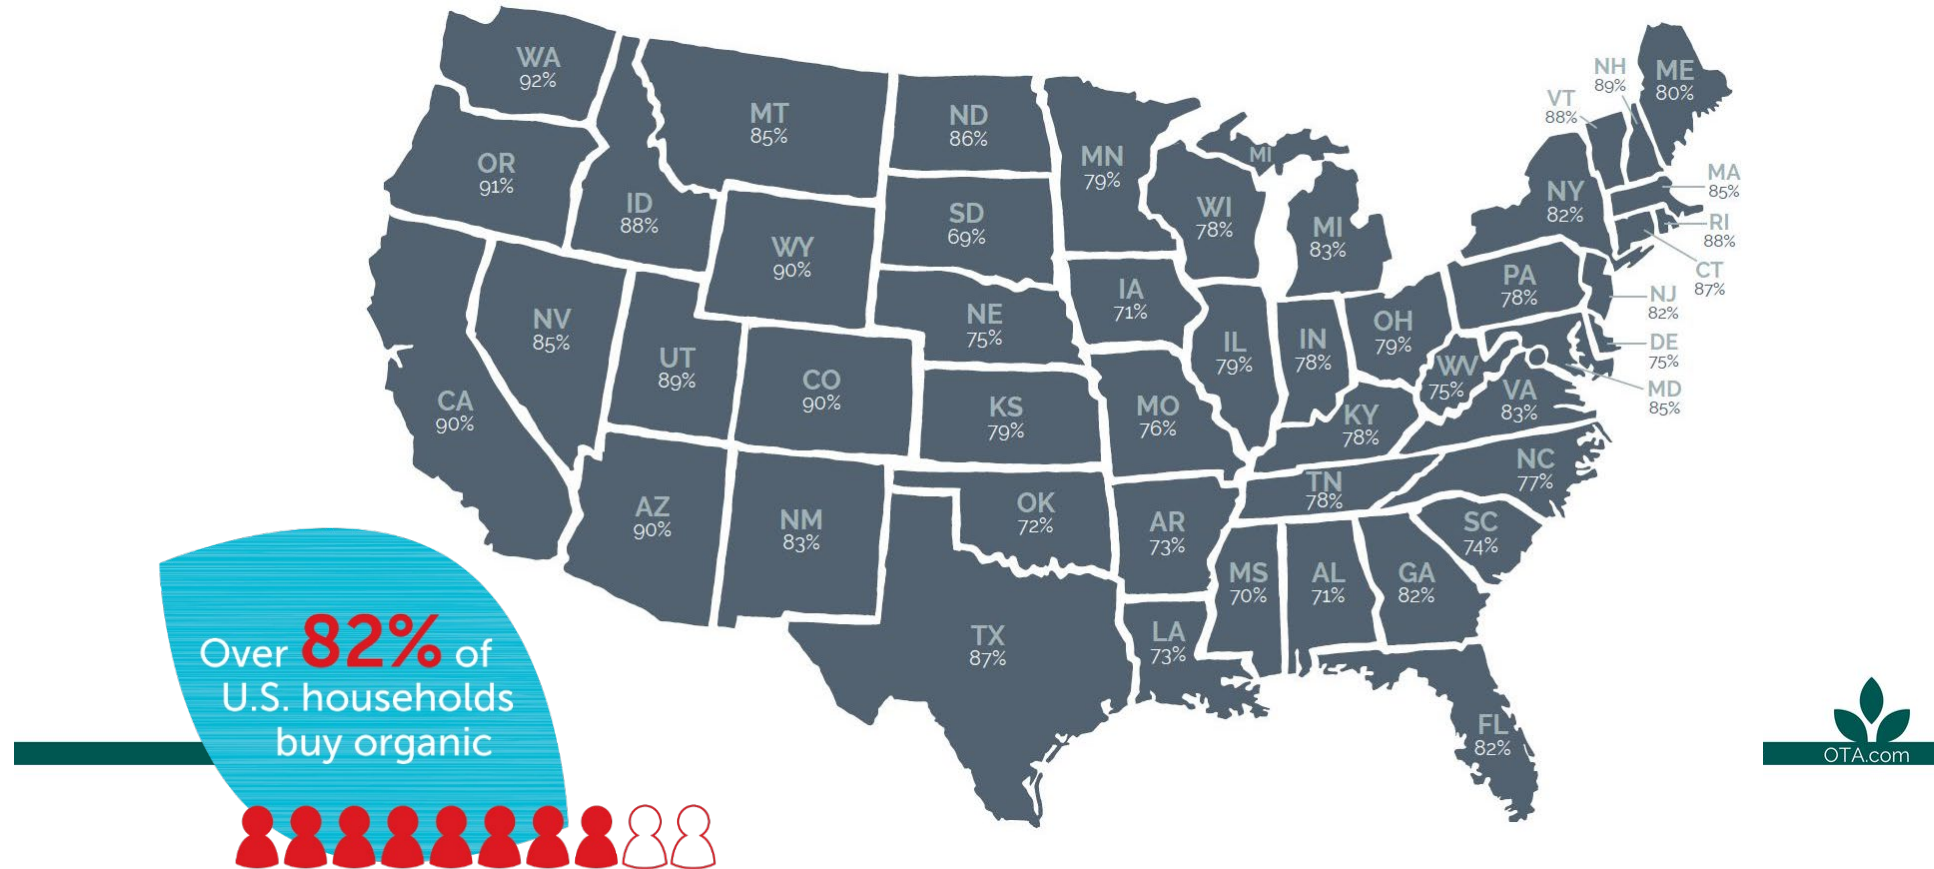 WA
92%
OR
91%
ID
88%
MT
85%
ND
86%
MN
79%
SD
69%
WY
90%
WI
78%
MI
MI
83%
NV
85%
UT
89%
CA
90%
CO
90%
NE
75%
IA
71%
KS
79%
MO
76%
IL
79%
IN
78%
OH
79%
KY
78%
WV
75%
VA
83%
PA
78%
NY
82%
VT
88%
NH
89%
ME
80%
MA
85%
RI
88%
CT
87%
NJ
82%
DE
75%
MD
85%
NC
77%
TN
78%
SC
74%
AZ
90%
NM
83%
OK
72%
AR
73%
MS
70%
AL
71%
GA
82%
TX
87%
LA
73%
FL
82%
Over 82% of
U.S. households
buy organic
OTA.com